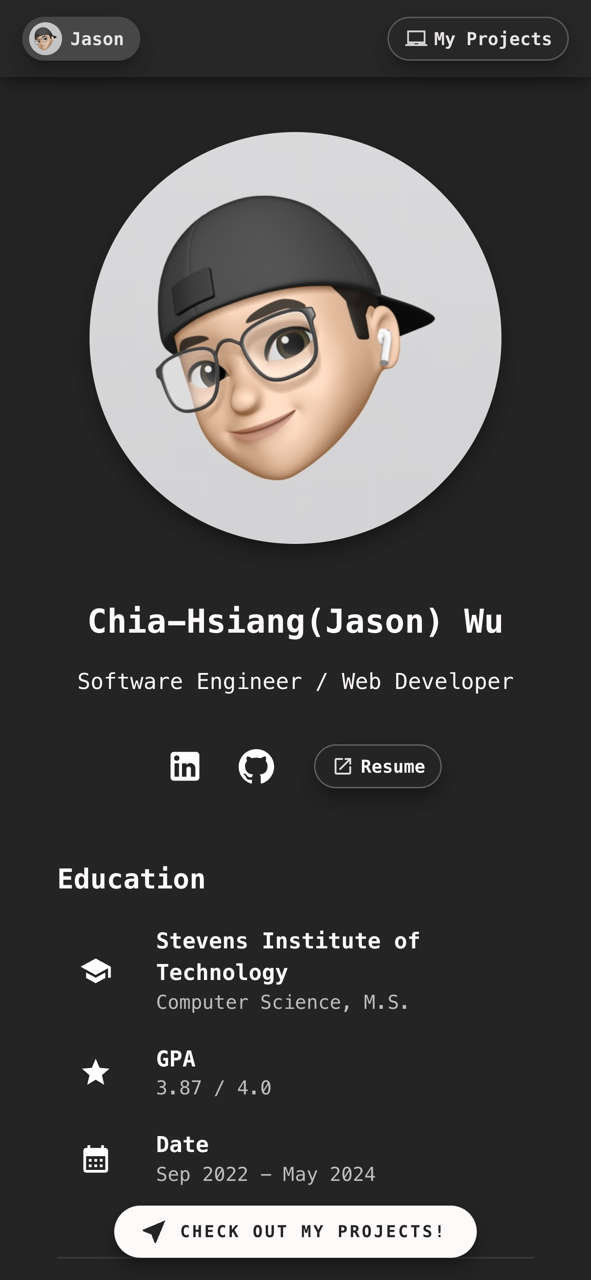 Jason
My Projects
Chia-Hsiang(Jason) Wu
Software Engineer / Web Developer
in
Resume
Education
Stevens Institute of
Technology
Computer Science, M.S.
GPA
3.87 / 4.0
Date
Sep 2022 - May 2024
CHECK OUT MY PROJECTS!